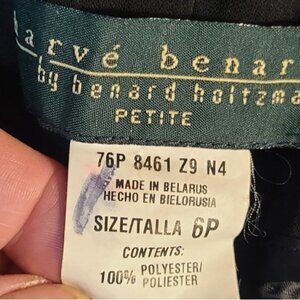 arvé benar
by benard holtzma
PETITE
76P 8461 Z9 N4
MADE IN BELARUS
HECHO EN BIELORUSIA
SIZE/TALLA 6P
CONTENTS:
100% POLYESTER/
POLIESTER